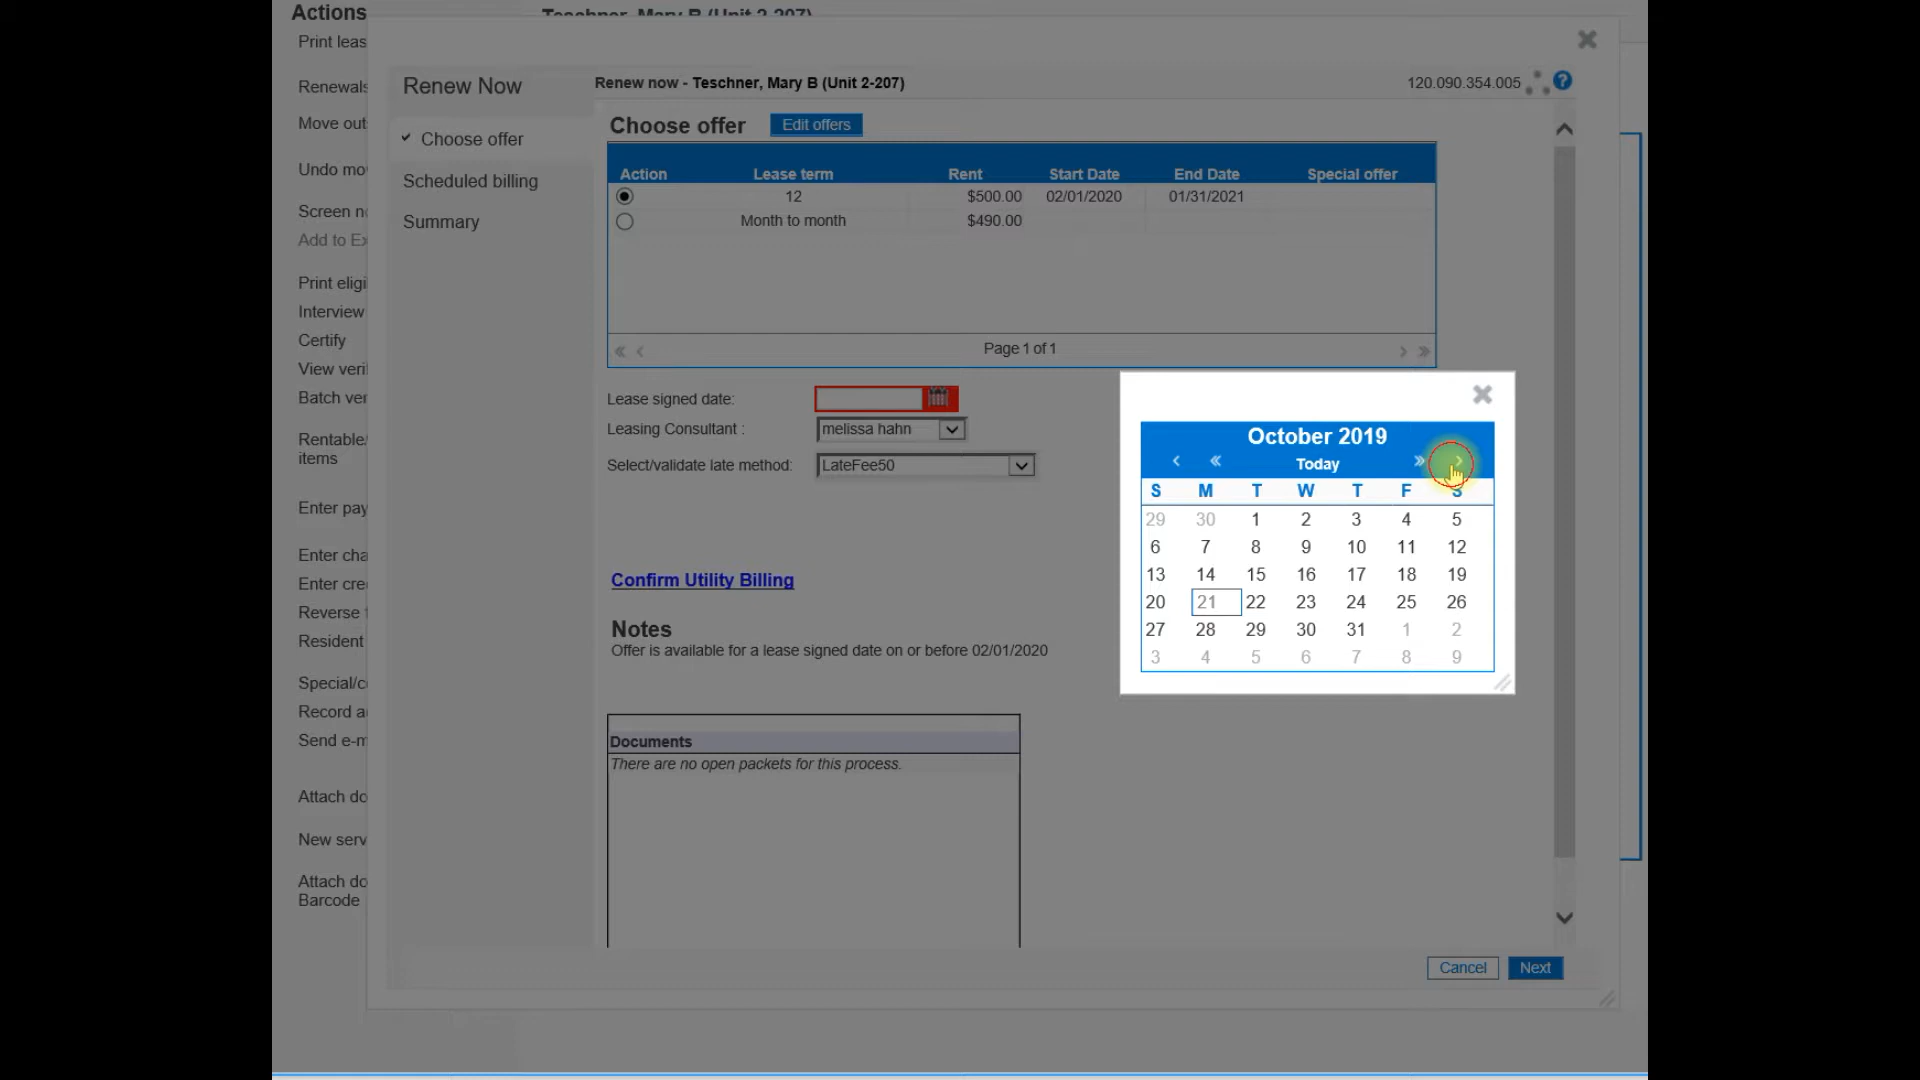 Actions
Teschner, Mary B (Unit 2-207)
Print leas
Renewals
Move out
Undo mo
Screen n
Add to Ex
Print eligi
Interview
Certify
View veri
Batch ver
Rentable/
items
Enter pay
Enter cha
Enter cre
Reverse
Resident
Special/c
Record a
Send e-m
Attach do
New serv
Attach do
Barcode
Renew Now
Choose offer
Scheduled billing
Summary
Renew now - Teschner, Mary B (Unit 2-207)
120.090.354.005
?
Choose offer
Edit offers
Action Lease term Rent Start Date End Date Special offer
12 $500.00 02/01/2020 01/31/2021
Month to month $490.00
« ‹ Page 1 of 1 › »
Lease signed date:
Leasing Consultant : melissa hahn
Select/validate late method: LateFee50
Confirm Utility Billing
Notes
Offer is available for a lease signed date on or before 02/01/2020
Documents
There are no open packets for this process.
October 2019
‹ « Today » ›
S M T W T F S
29 30 1 2 3 4 5
6 7 8 9 10 11 12
13 14 15 16 17 18 19
20 21 22 23 24 25 26
27 28 29 30 31 1 2
3 4 5 6 7 8 9
Cancel Next